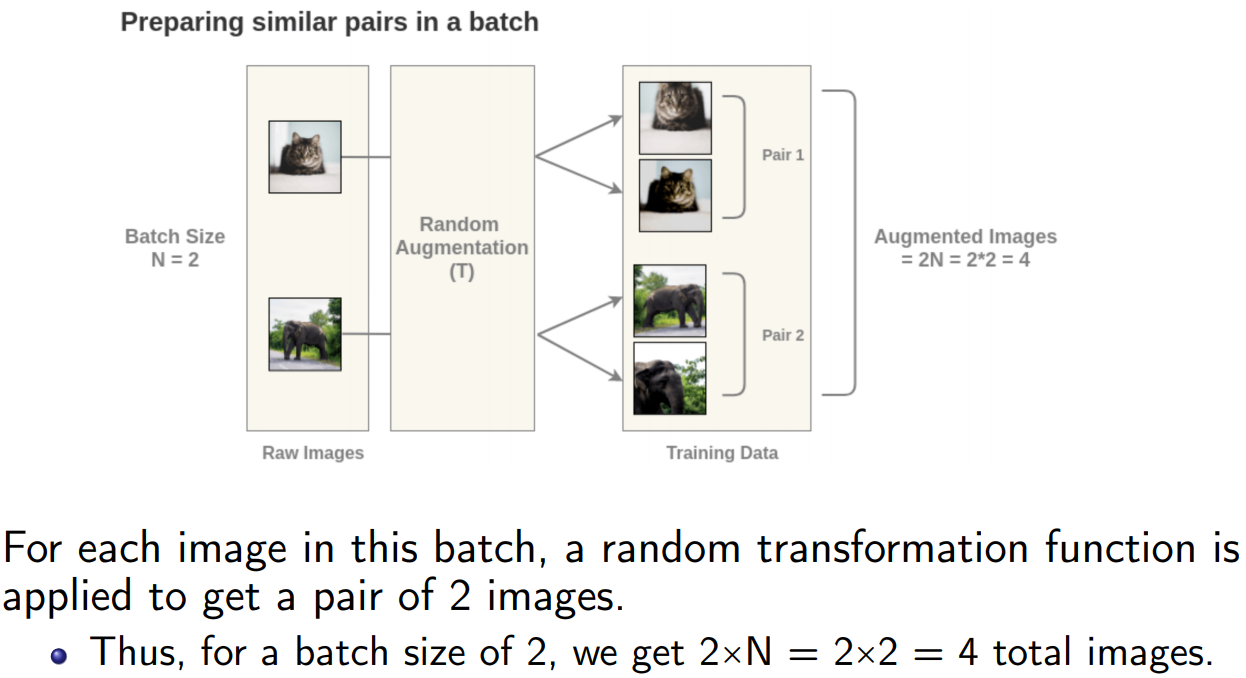 Preparing similar pairs in a batch
Batch Size
N = 2
Random
Augmentation
(T)
Pair 1
Pair 2
Augmented Images
= 2N = 2*2 = 4
Raw Images
Training Data
For each image in this batch, a random transformation function is
applied to get a pair of 2 images.
Thus, for a batch size of 2, we get 2×N = 2×2 = 4 total images.